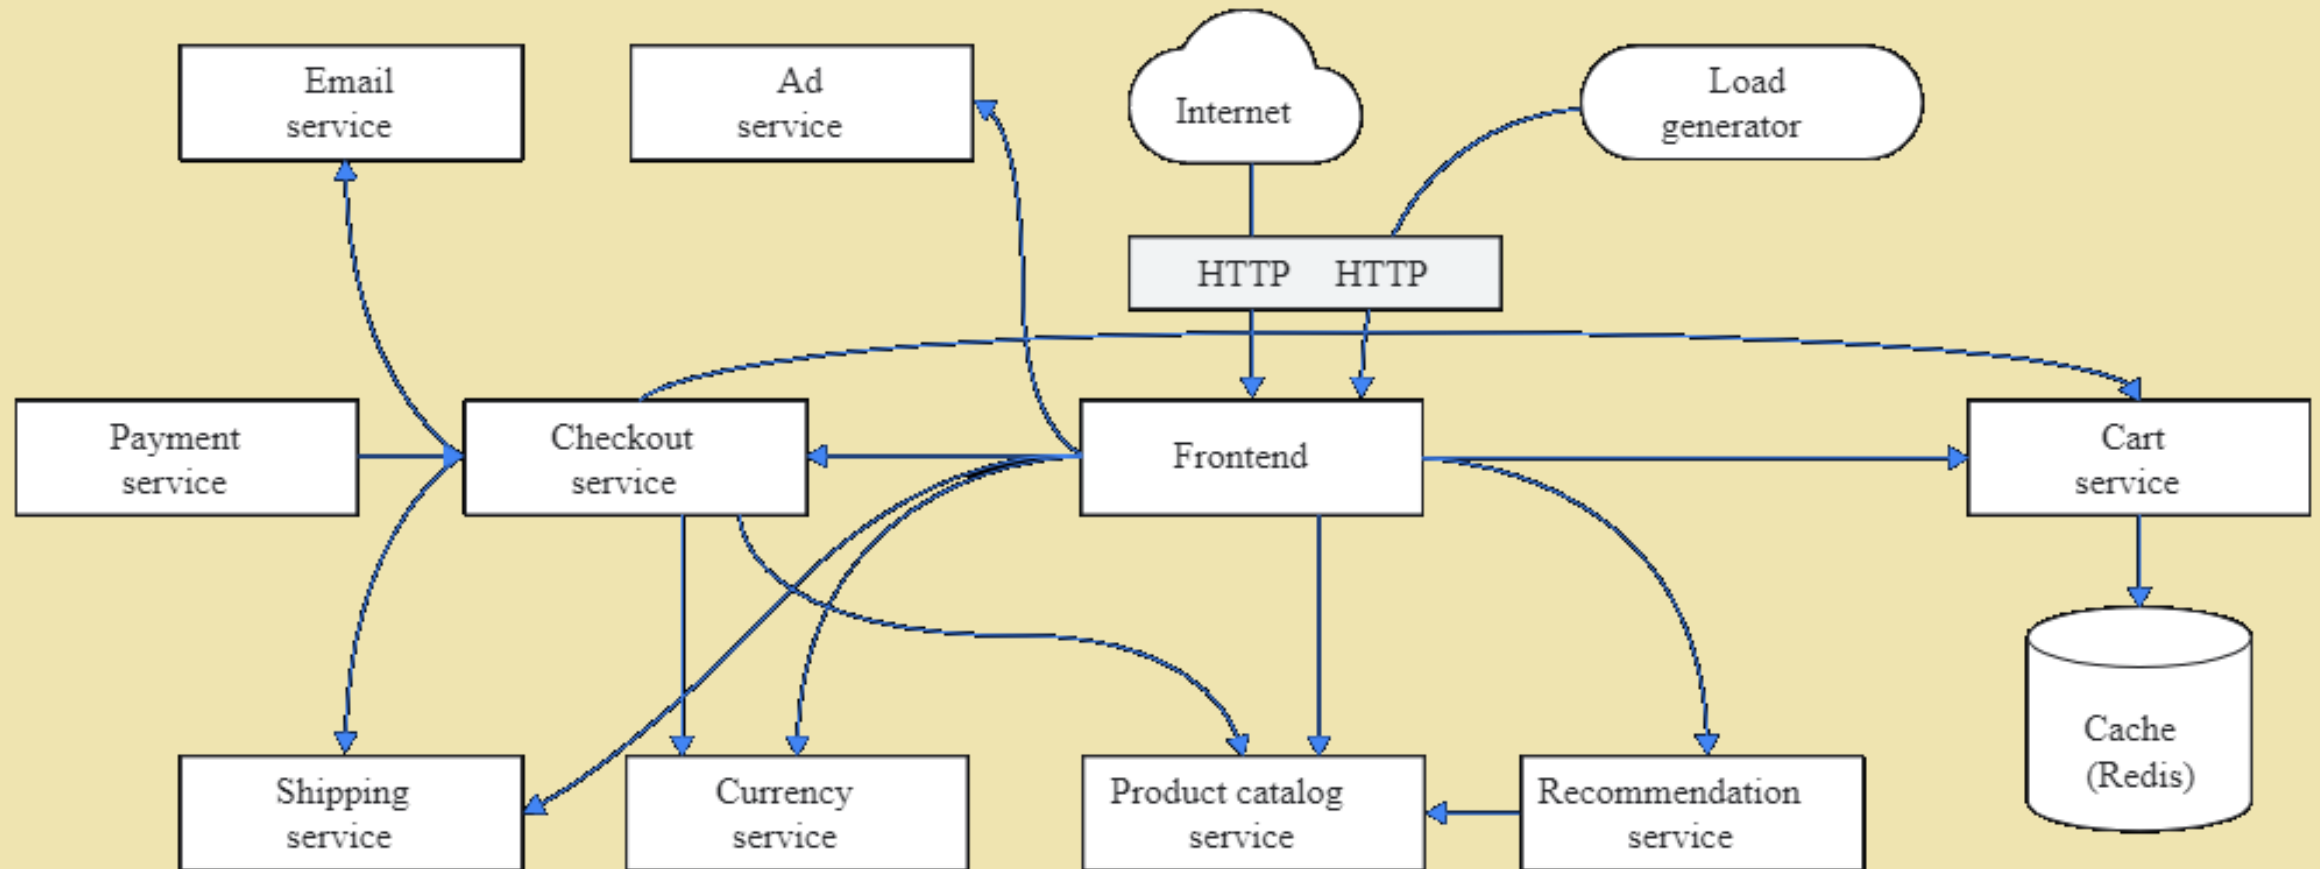 Email
service
Ad
service
Internet
Load
generator
HTTP HTTP
Payment
service
Checkout
service
Frontend
Cart
service
Shipping
service
Currency
service
Product catalog
service
Recommendation
service
Cache
(Redis)